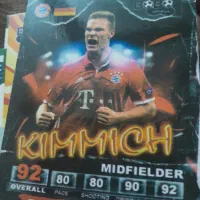 T
KIMMICH
MIDFIELDER
92 80 80 90 92
OVERALL PACE SHOOTING